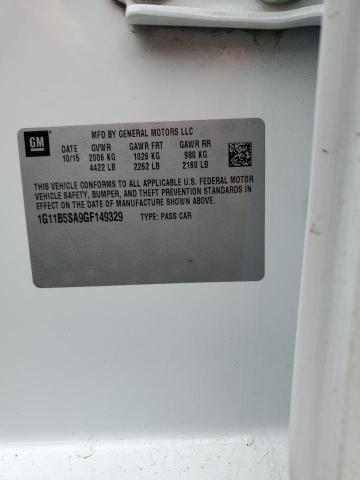 GM
MFD BY GENERAL MOTORS LLC
DATE GVWR GAWR FRT GAWR RR
10/15 2006 KG 1026 KG 980 KG
4422 LB 2262 LB 2160 LB
THIS VEHICLE CONFORMS TO ALL APPLICABLE U.S. FEDERAL MOTOR
VEHICLE SAFETY, BUMPER, AND THEFT PREVENTION STANDARDS
IN EFFECT ON THE DATE OF MANUFACTURE SHOWN ABOVE.
1G11B5SA9GF149329 TYPE: PASS CAR